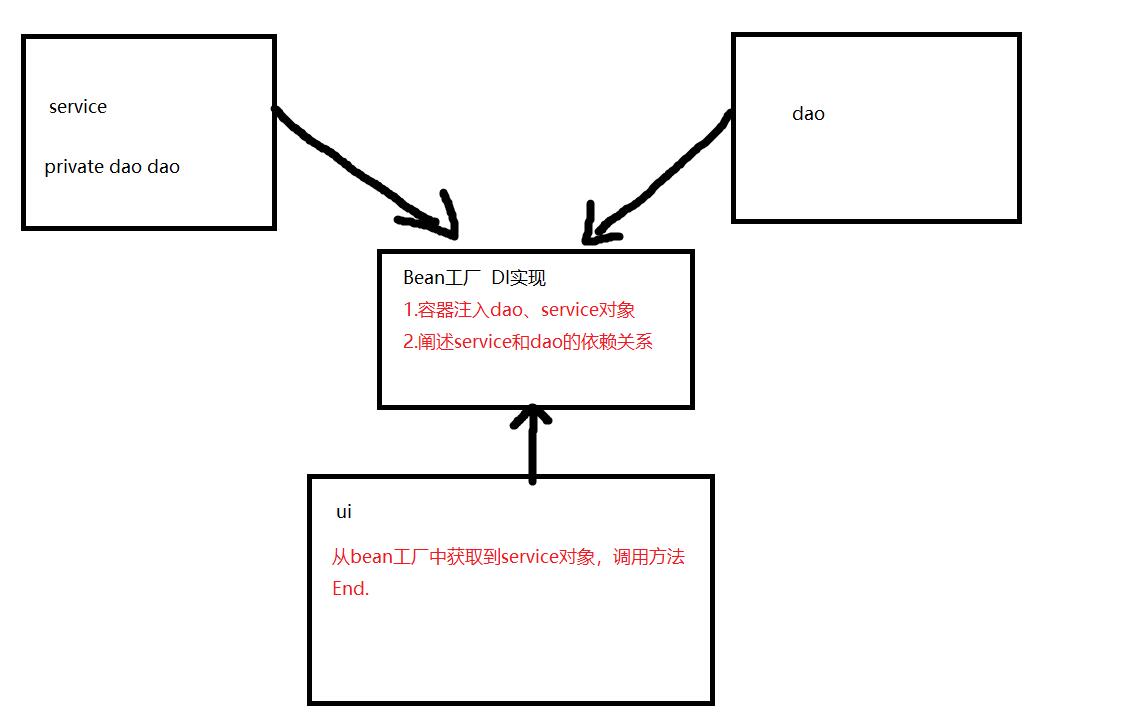 service
private dao dao
dao
Bean工厂  DI实现
1.容器注入dao、service对象
2.阐述service和dao的依赖关系
ui
从bean工厂中获取到service对象，调用方法
End.